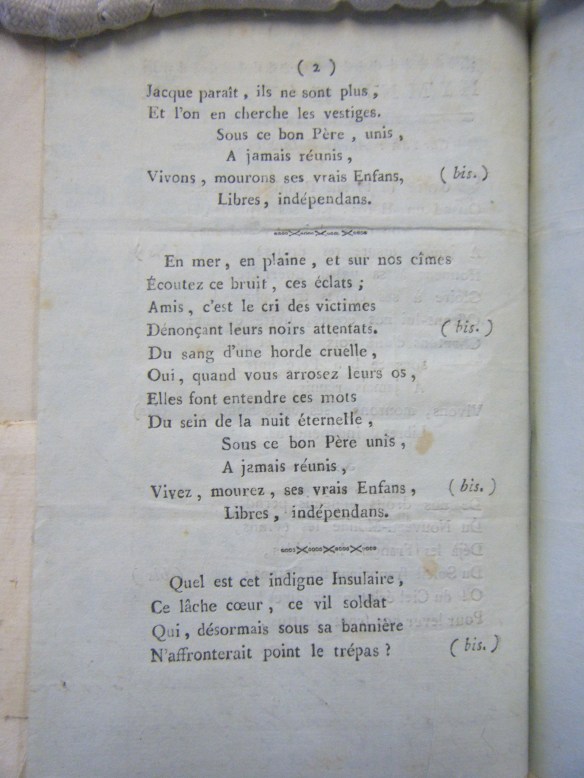 ( 2 )
Jacque paraît, ils ne sont plus,
Et l'on en cherche les vestiges.
Sous ce bon Père, unis,
A jamais réunis,
Vivons, mourons ses vrais Enfans, ( bis. )
Libres, indépendans.
En mer, en plaine, et sur nos cîmes
Écoutez ce bruit, ces éclats;
Amis, c'est le cri des victimes
Dénonçant leurs noirs attentats. ( bis. )
Du sang d'une horde cruelle,
Oui, quand vous arrosez leurs os,
Elles font entendre ces mots
Du sein de la nuit éternelle,
Sous ce bon Père unis,
A jamais réunis,
Vivez, mourez, ses vrais Enfans, ( bis. )
Libres, indépendans.
Quel est cet indigne Insulaire,
Ce lâche cœur, ce vil soldat
Qui, désormais sous sa bannière
N'affronterait point le trépas? ( bis. )